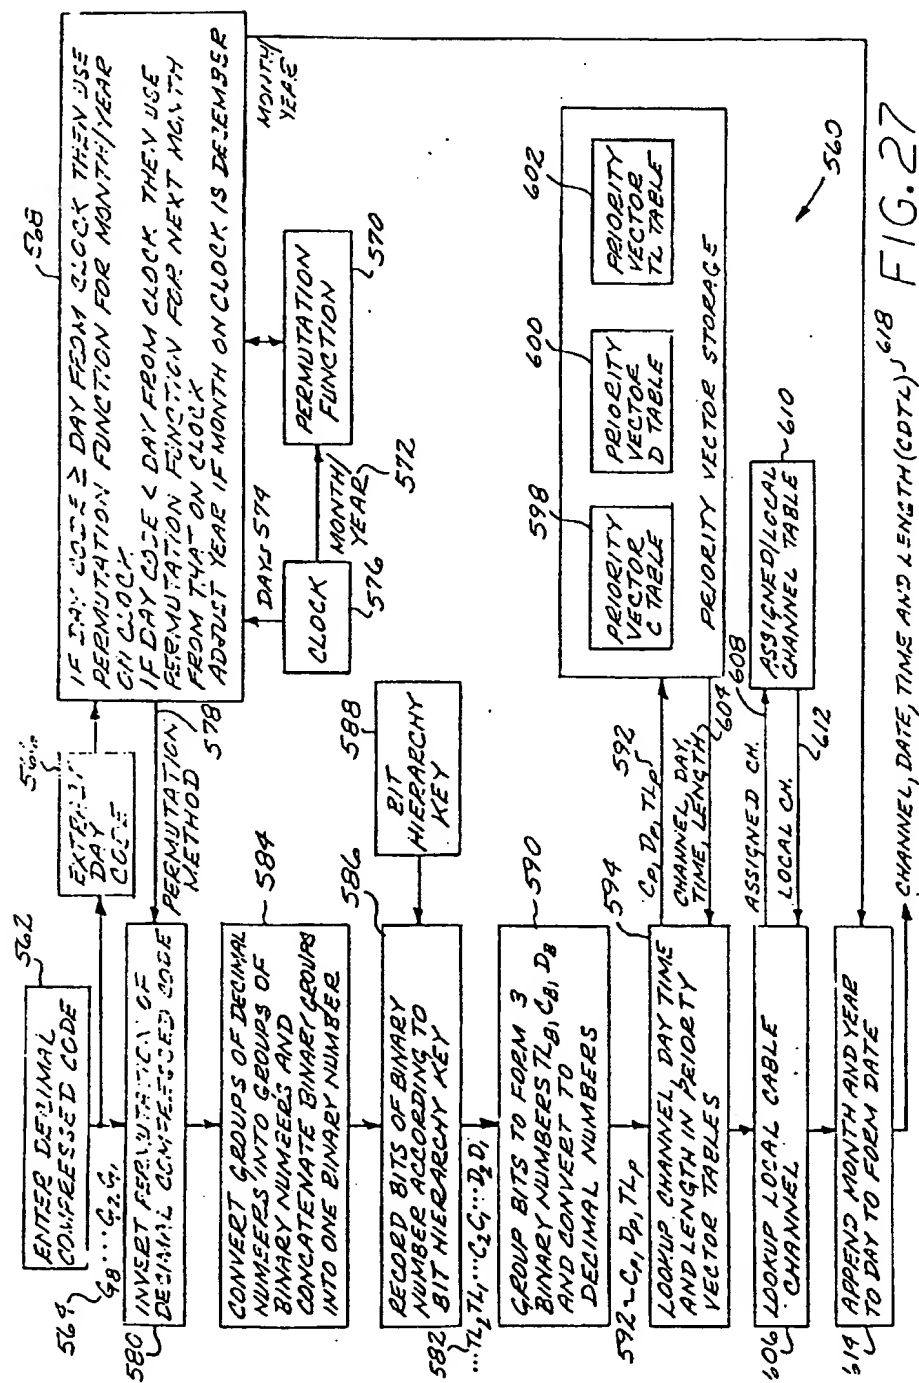 562
ENTER DECIMAL
COMPRESSED CODE
564
G8 ··· G2 G1
EXTRACT
DAY
CODE
568
IF DAY CODE ≥ DAY FROM CLOCK THEN USE
PERMUTATION FUNCTION FOR MONTH/YEAR
ON CLOCK
IF DAY CODE < DAY FROM CLOCK THEN USE
PERMUTATION FUNCTION FOR NEXT MONTH
FROM THAT ON CLOCK
ADJUST YEAR IF MONTH ON CLOCK IS DECEMBER
MONTH/
YEAR
PERMUTATION
METHOD
578
DAYS 574
CLOCK
576
MONTH/
YEAR
572
PERMUTATION
FUNCTION
570
580
INVERT PERMUTATION OF
DECIMAL COMPRESSED CODE
584
CONVERT GROUPS OF DECIMAL
NUMBERS INTO GROUPS OF
BINARY NUMBERS AND
CONCATENATE BINARY GROUPS
INTO ONE BINARY NUMBER
588
BIT
HIERARCHY
KEY
586
RECORD BITS OF BINARY
NUMBER ACCORDING TO
BIT HIERARCHY KEY
582
...TL2 TL1 ...C2 C1 ...D2 D1
590
GROUP BITS TO FORM 3
BINARY NUMBERS TLB, CB, DB
AND CONVERT TO
DECIMAL NUMBERS
592 CP, DP, TLP
594
LOOKUP CHANNEL DAY TIME
AND LENGTH IN PRIORITY
VECTOR TABLES
592
CP, DP, TLP
CHANNEL, DAY,
TIME, LENGTH
604
598
PRIORITY
VECTOR
C TABLE
600
PRIORITY
VECTOR
D TABLE
602
PRIORITY
VECTOR
TL TABLE
PRIORITY VECTOR STORAGE
606
LOOKUP LOCAL CABLE
CHANNEL
ASSIGNED CH.
608
LOCAL CH.
612
ASSIGNED/LOCAL
CHANNEL TABLE
610
614
APPEND MONTH AND YEAR
TO DAY TO FORM DATE
CHANNEL, DATE, TIME AND LENGTH (CDTL)
618
560
FIG. 27